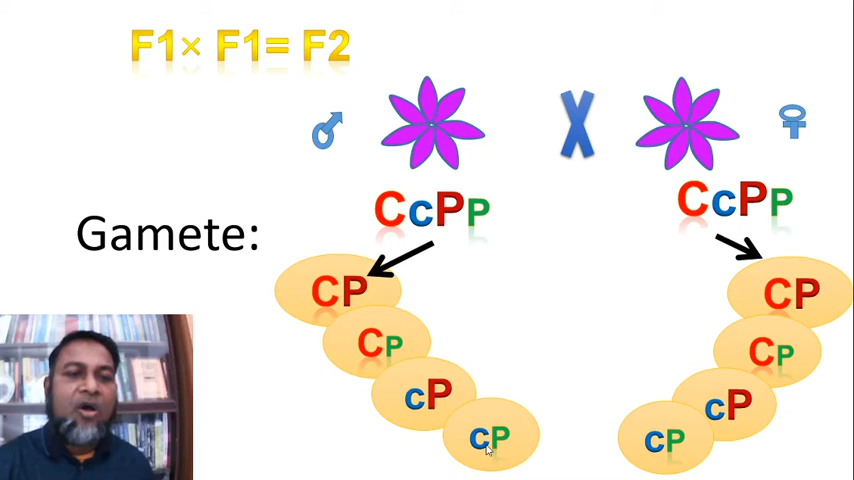 F1× F1= F2
♂ X ♀
CcPp CcPp
Gamete:
CP CP
Cp Cp
cP cP
cp cp